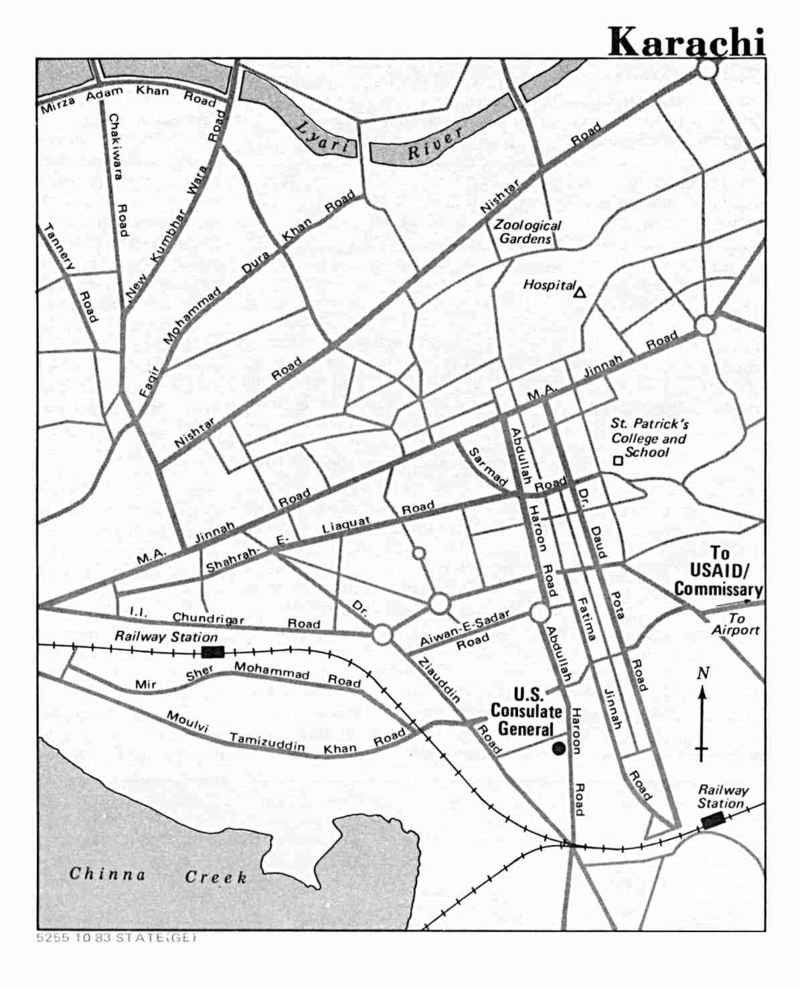 Karachi
Mirza Adam Khan Road
Chakiwara Road
New Kumbhar Wara Road
Lyari River
Nishtar Road
Zoological
Gardens
Tannery Road
Faqir Mohammad Dura Khan Road
Hospital
Nishtar Road
M.A. Jinnah Road
St. Patrick's
College and
School
Sarmad Road
Abdullah Haroon Road
Dr. Daud Pota Road
M.A. Jinnah Road
Shahrah-E. Liaquat Road
To
USAID/
Commissary
To
Airport
I.I. Chundrigar Road
Railway Station
Dr. Ziauddin Road
Aiwan-E-Sadar
Road
Fatima Jinnah Road
Mir Sher Mohammad Road
Moulvi Tamizuddin Khan Road
U.S.
Consulate
General
Abdullah Haroon Road
N
Railway
Station
Chinna Creek
5255 10-83 STATE(GE)